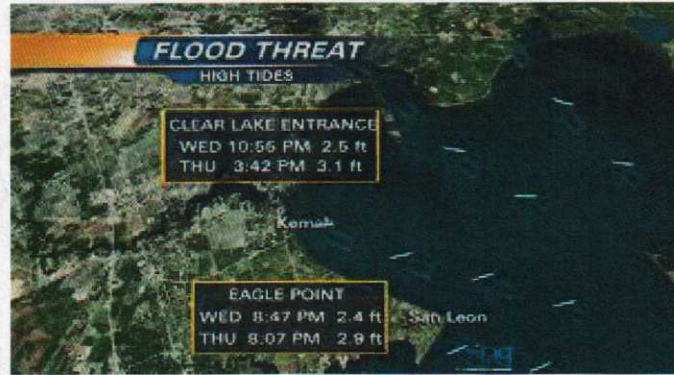 FLOOD THREAT
HIGH TIDES
CLEAR LAKE ENTRANCE
WED 10:56 PM 2.5 ft
THU 3:42 PM 3.1 ft
Kemah
EAGLE POINT
WED 8:47 PM 2.4 ft
THU 8:07 PM 2.9 ft
San Leon